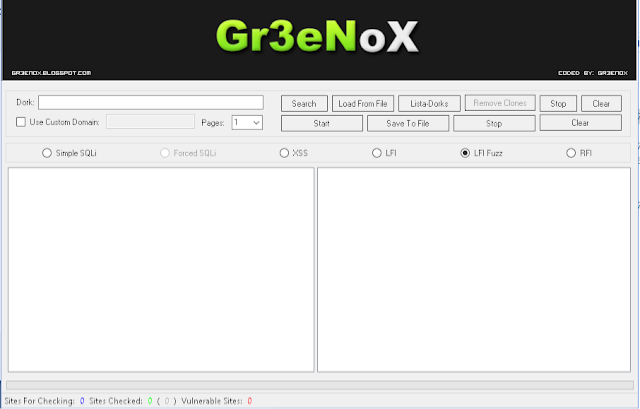 Gr3eNoX
GR3ENOX.BLOGSPOT.COM
CODED BY: GR3ENOX
Dork:
Search
Load From File
Lista-Dorks
Remove Clones
Stop
Clear
Use Custom Domain:
Pages:
1
Start
Save To File
Stop
Clear
Simple SQLi
Forced SQLi
XSS
LFI
LFI Fuzz
RFI
Sites For Checking: 0 Sites Checked: 0 ( 0 ) Vulnerable Sites: 0